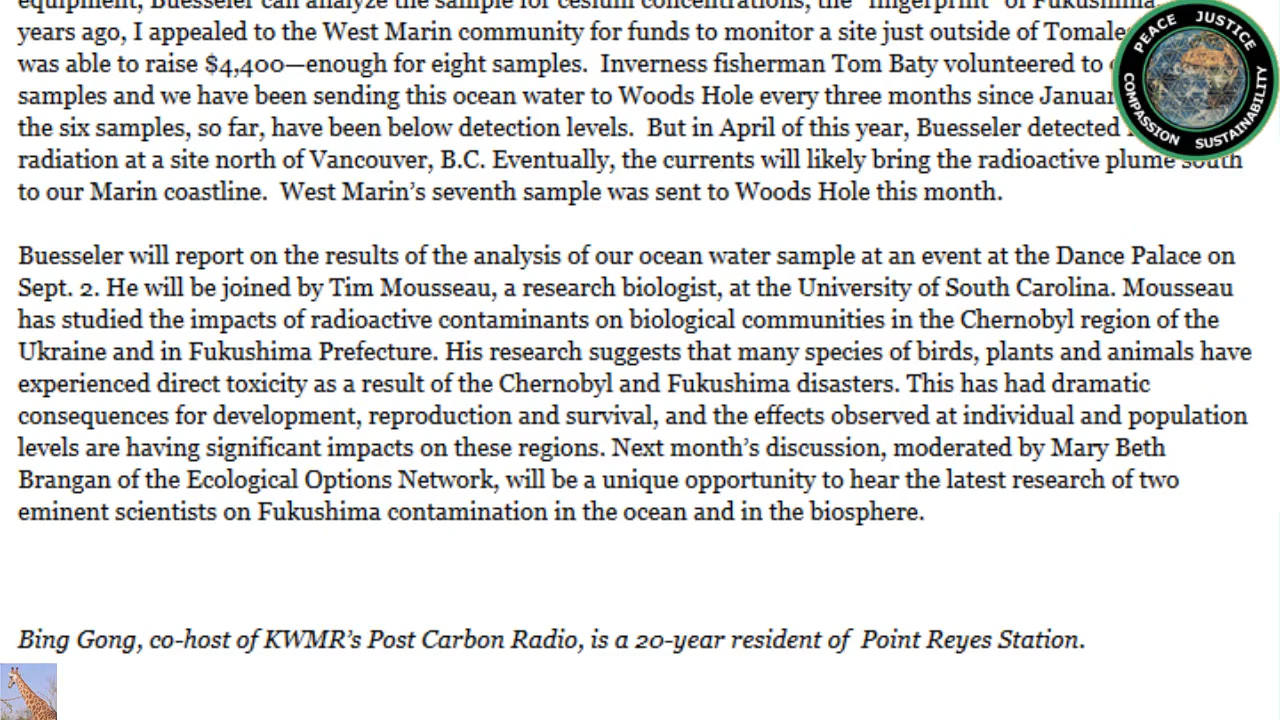 equipment, Buesseler can analyze the sample for cesium concentrations, the "fingerprint" of Fukushima.
years ago, I appealed to the West Marin community for funds to monitor a site just outside of Tomales
was able to raise $4,400—enough for eight samples.  Inverness fisherman Tom Baty volunteered to
samples and we have been sending this ocean water to Woods Hole every three months since
the six samples, so far, have been below detection levels.  But in April of this year, Buesseler detected
radiation at a site north of Vancouver, B.C. Eventually, the currents will likely bring the radioactive plume south
to our Marin coastline.  West Marin’s seventh sample was sent to Woods Hole this month.
Buesseler will report on the results of the analysis of our ocean water sample at an event at the Dance Palace on
Sept. 2. He will be joined by Tim Mousseau, a research biologist, at the University of South Carolina. Mousseau
has studied the impacts of radioactive contaminants on biological communities in the Chernobyl region of the
Ukraine and in Fukushima Prefecture. His research suggests that many species of birds, plants and animals have
experienced direct toxicity as a result of the Chernobyl and Fukushima disasters. This has had dramatic
consequences for development, reproduction and survival, and the effects observed at individual and population
levels are having significant impacts on these regions. Next month’s discussion, moderated by Mary Beth
Brangan of the Ecological Options Network, will be a unique opportunity to hear the latest research of two
eminent scientists on Fukushima contamination in the ocean and in the biosphere.
Bing Gong, co-host of KWMR’s Post Carbon Radio, is a 20-year resident of  Point Reyes Station.
PEACE JUSTICE
COMPASSION SUSTAINABILITY